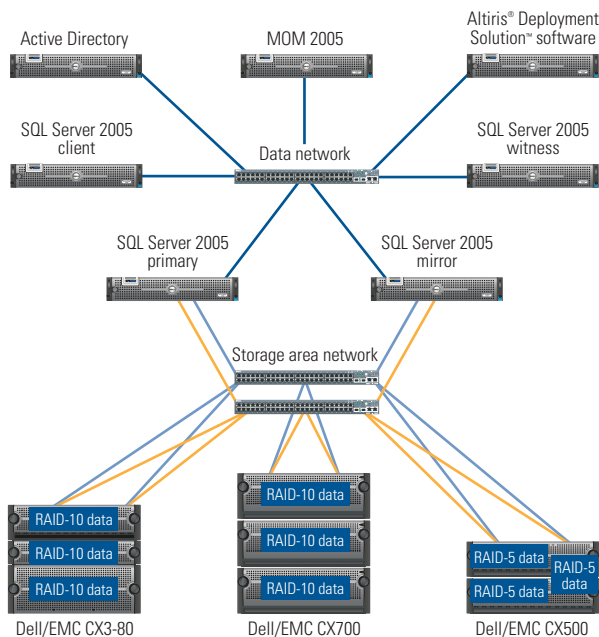 Active Directory
MOM 2005
Altiris® Deployment
Solution™ software
SQL Server 2005
client
Data network
SQL Server 2005
witness
SQL Server 2005
primary
SQL Server 2005
mirror
Storage area network
RAID-10 data
RAID-10 data
RAID-10 data
Dell/EMC CX3-80
RAID-10 data
RAID-10 data
RAID-10 data
Dell/EMC CX700
RAID-5 data
RAID-5 data
RAID-5
data
Dell/EMC CX500